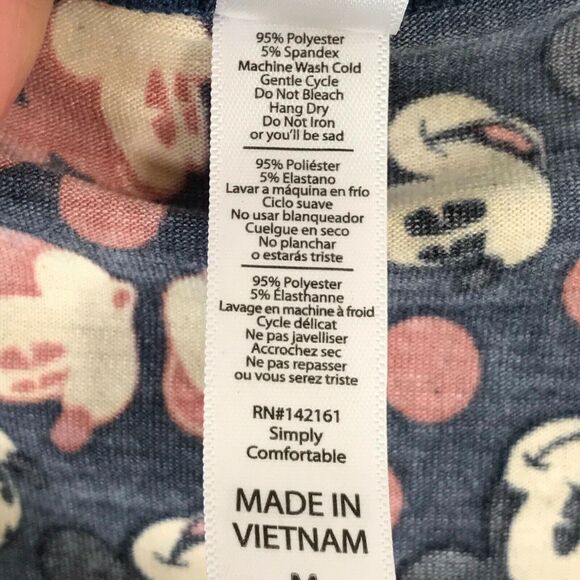 95% Polyester
5% Spandex
Machine Wash Cold
Gentle Cycle
Do Not Bleach
Hang Dry
Do Not Iron
or you'll be sad
95% Poliéster
5% Elastano
Lavar a máquina en frío
Ciclo suave
No usar blanqueador
Cuelgue en seco
No planchar
o estarás triste
95% Polyester
5% Élasthanne
Lavage en machine à froid
Cycle délicat
Ne pas javelliser
Accrochez sec
Ne pas repasser
ou vous serez triste
RN#142161
Simply
Comfortable
MADE IN
VIETNAM